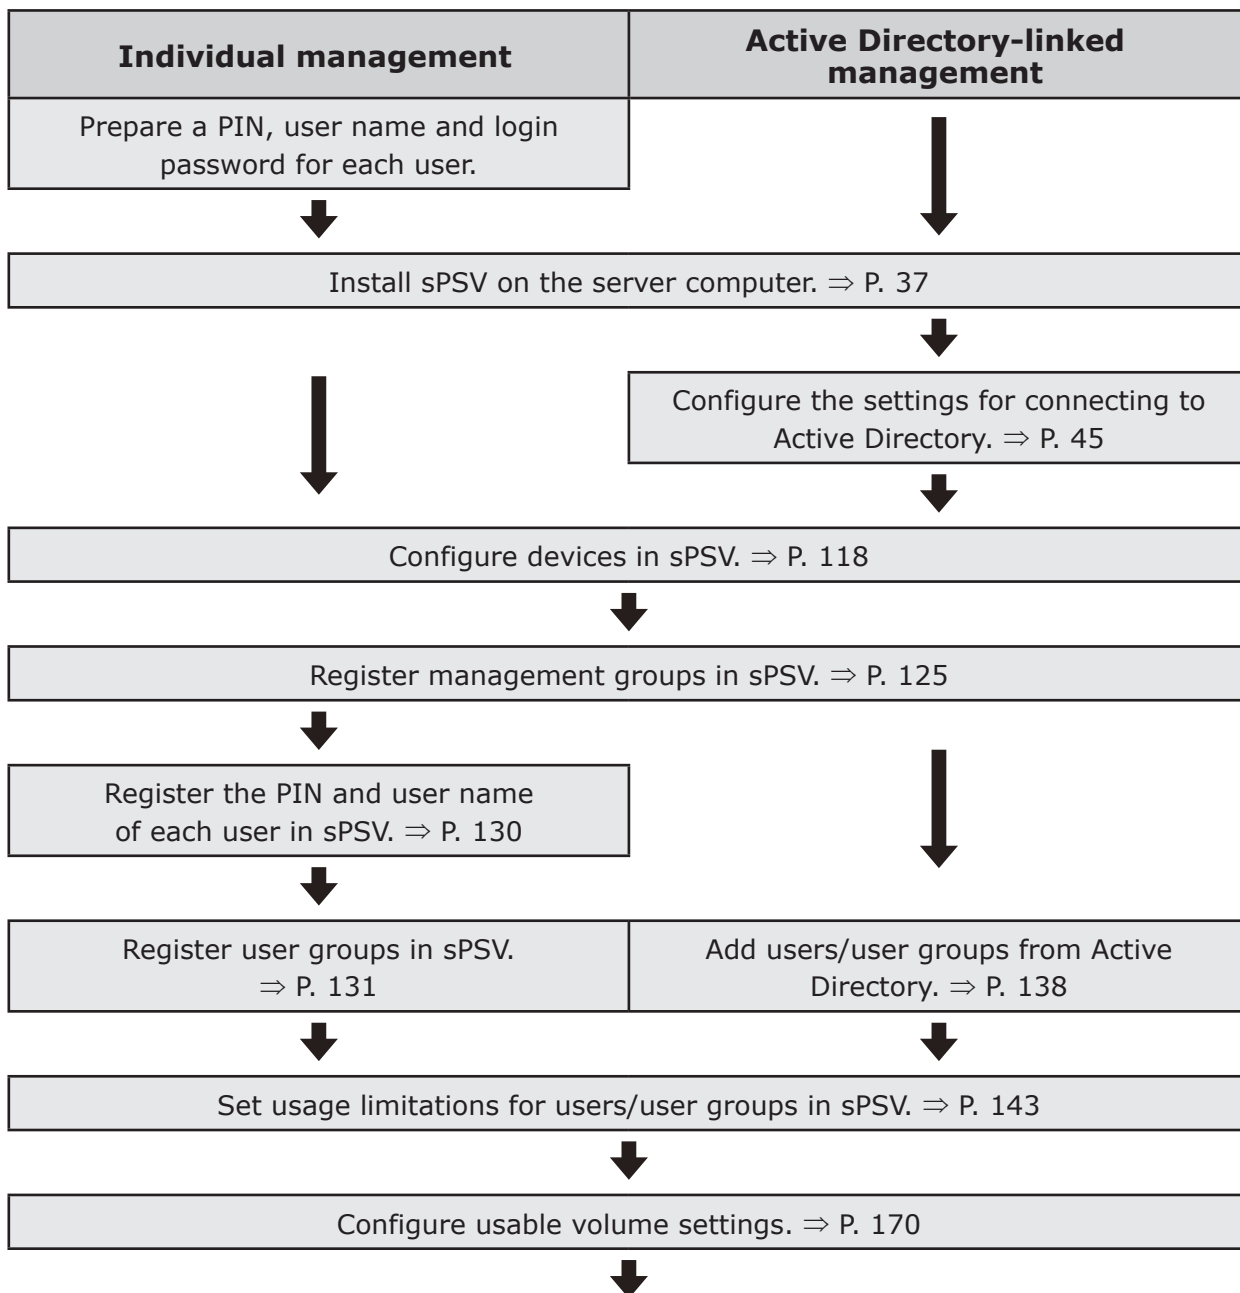 Individual management
Active Directory-linked
management
Prepare a PIN, user name and login
password for each user.
Install sPSV on the server computer. ⇒ P. 37
Configure the settings for connecting to
Active Directory. ⇒ P. 45
Configure devices in sPSV. ⇒ P. 118
Register management groups in sPSV. ⇒ P. 125
Register the PIN and user name
of each user in sPSV. ⇒ P. 130
Register user groups in sPSV.
⇒ P. 131
Add users/user groups from Active
Directory. ⇒ P. 138
Set usage limitations for users/user groups in sPSV. ⇒ P. 143
Configure usable volume settings. ⇒ P. 170